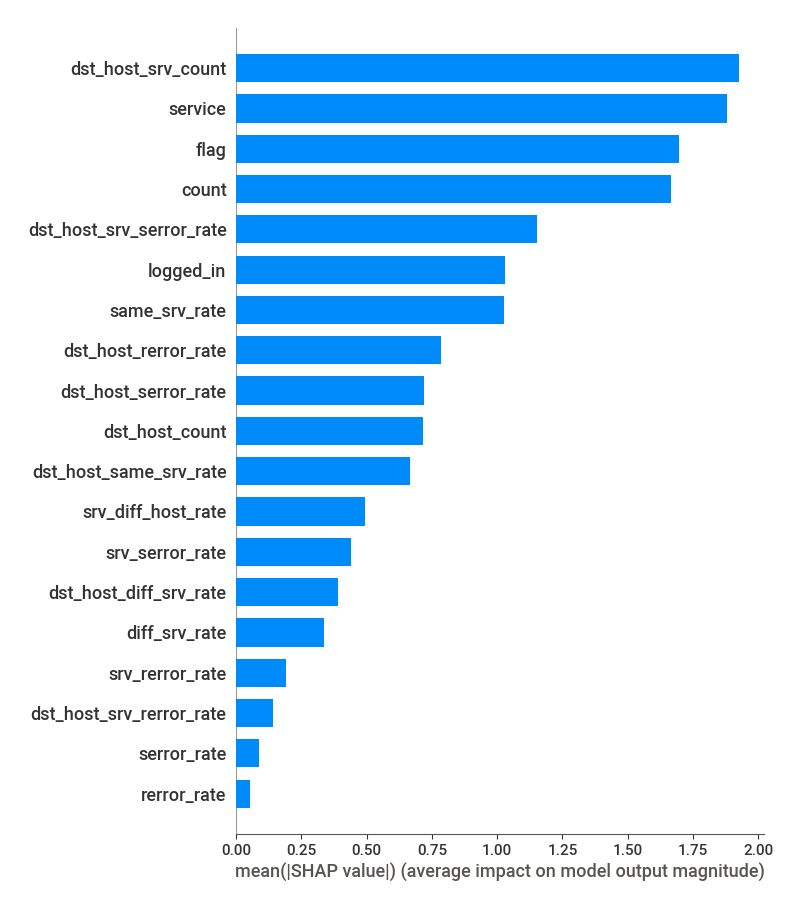 dst_host_srv_count
service
flag
count
dst_host_srv_serror_rate
logged_in
same_srv_rate
dst_host_rerror_rate
dst_host_serror_rate
dst_host_count
dst_host_same_srv_rate
srv_diff_host_rate
srv_serror_rate
dst_host_diff_srv_rate
diff_srv_rate
srv_rerror_rate
dst_host_srv_rerror_rate
serror_rate
rerror_rate
0.00 0.25 0.50 0.75 1.00 1.25 1.50 1.75 2.00
mean(|SHAP value|) (average impact on model output magnitude)